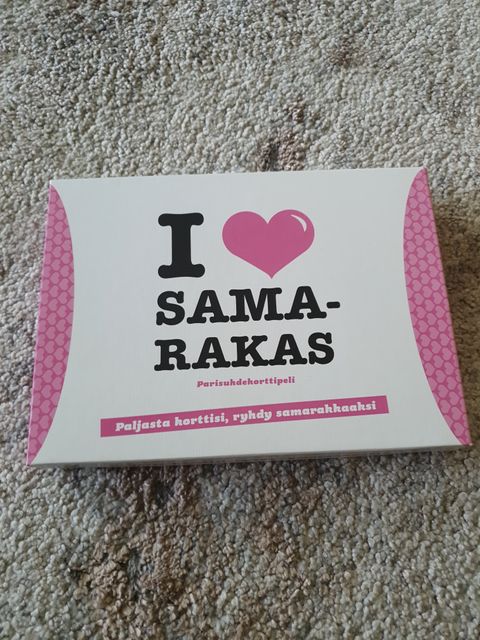 I
SAMA-
RAKAS
Parisuhdekorttipeli
Paljasta korttisi, ryhdy samarakkaaksi